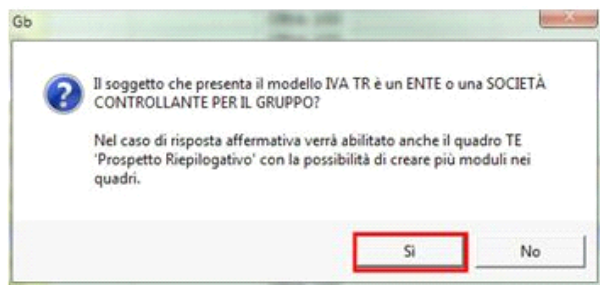 Gb
Il soggetto che presenta il modello IVA TR è un ENTE o una SOCIETÀ
CONTROLLANTE PER IL GRUPPO?
Nel caso di risposta affermativa verrà abilitato anche il quadro TE
'Prospetto Riepilogativo' con la possibilità di creare più moduli nei
quadri.
Sì
No